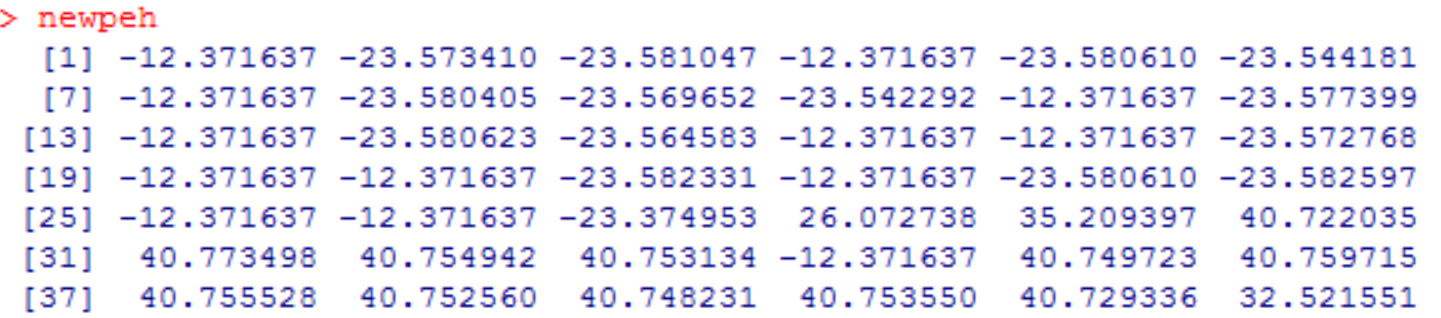 > newpeh
[1] -12.371637 -23.573410 -23.581047 -12.371637 -23.580610 -23.544181
[7] -12.371637 -23.580405 -23.569652 -23.542292 -12.371637 -23.577399
[13] -12.371637 -23.580623 -23.564583 -12.371637 -12.371637 -23.572768
[19] -12.371637 -12.371637 -23.582331 -12.371637 -23.580610 -23.582597
[25] -12.371637 -12.371637 -23.374953 26.072738 35.209397 40.722035
[31] 40.773498 40.754942 40.753134 -12.371637 40.749723 40.759715
[37] 40.755528 40.752560 40.748231 40.753550 40.729336 32.521551